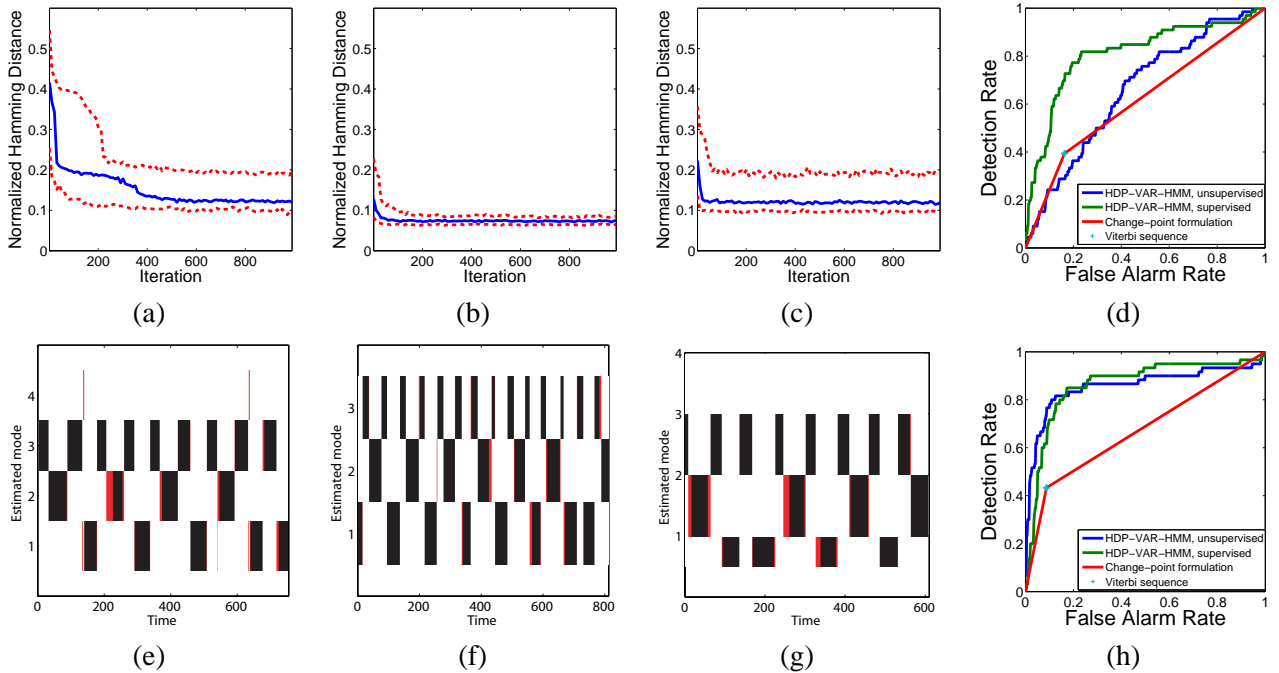 Normalized Hamming Distance
0.6
0.5
0.4
0.3
0.2
0.1
0
200 400 600 800
Iteration
(a)
Normalized Hamming Distance
0.6
0.5
0.4
0.3
0.2
0.1
0
200 400 600 800
Iteration
(b)
Normalized Hamming Distance
0.6
0.5
0.4
0.3
0.2
0.1
0
200 400 600 800
Iteration
(c)
Detection Rate
1
0.8
0.6
0.4
0.2
0
HDP-VAR-HMM, unsupervised
HDP-VAR-HMM, supervised
Change-point formulation
Viterbi sequence
0 0.2 0.4 0.6 0.8 1
False Alarm Rate
(d)
Estimated mode
4
3
2
1
0 200 400 600
Time
(e)
Estimated mode
3
2
1
0 200 400 600 800
Time
(f)
Estimated mode
4
3
2
1
0 200 400 600
Time
(g)
Detection Rate
1
0.8
0.6
0.4
0.2
0
HDP-VAR-HMM, unsupervised
HDP-VAR-HMM, supervised
Change-point formulation
Viterbi sequence
0 0.2 0.4 0.6 0.8 1
False Alarm Rate
(h)